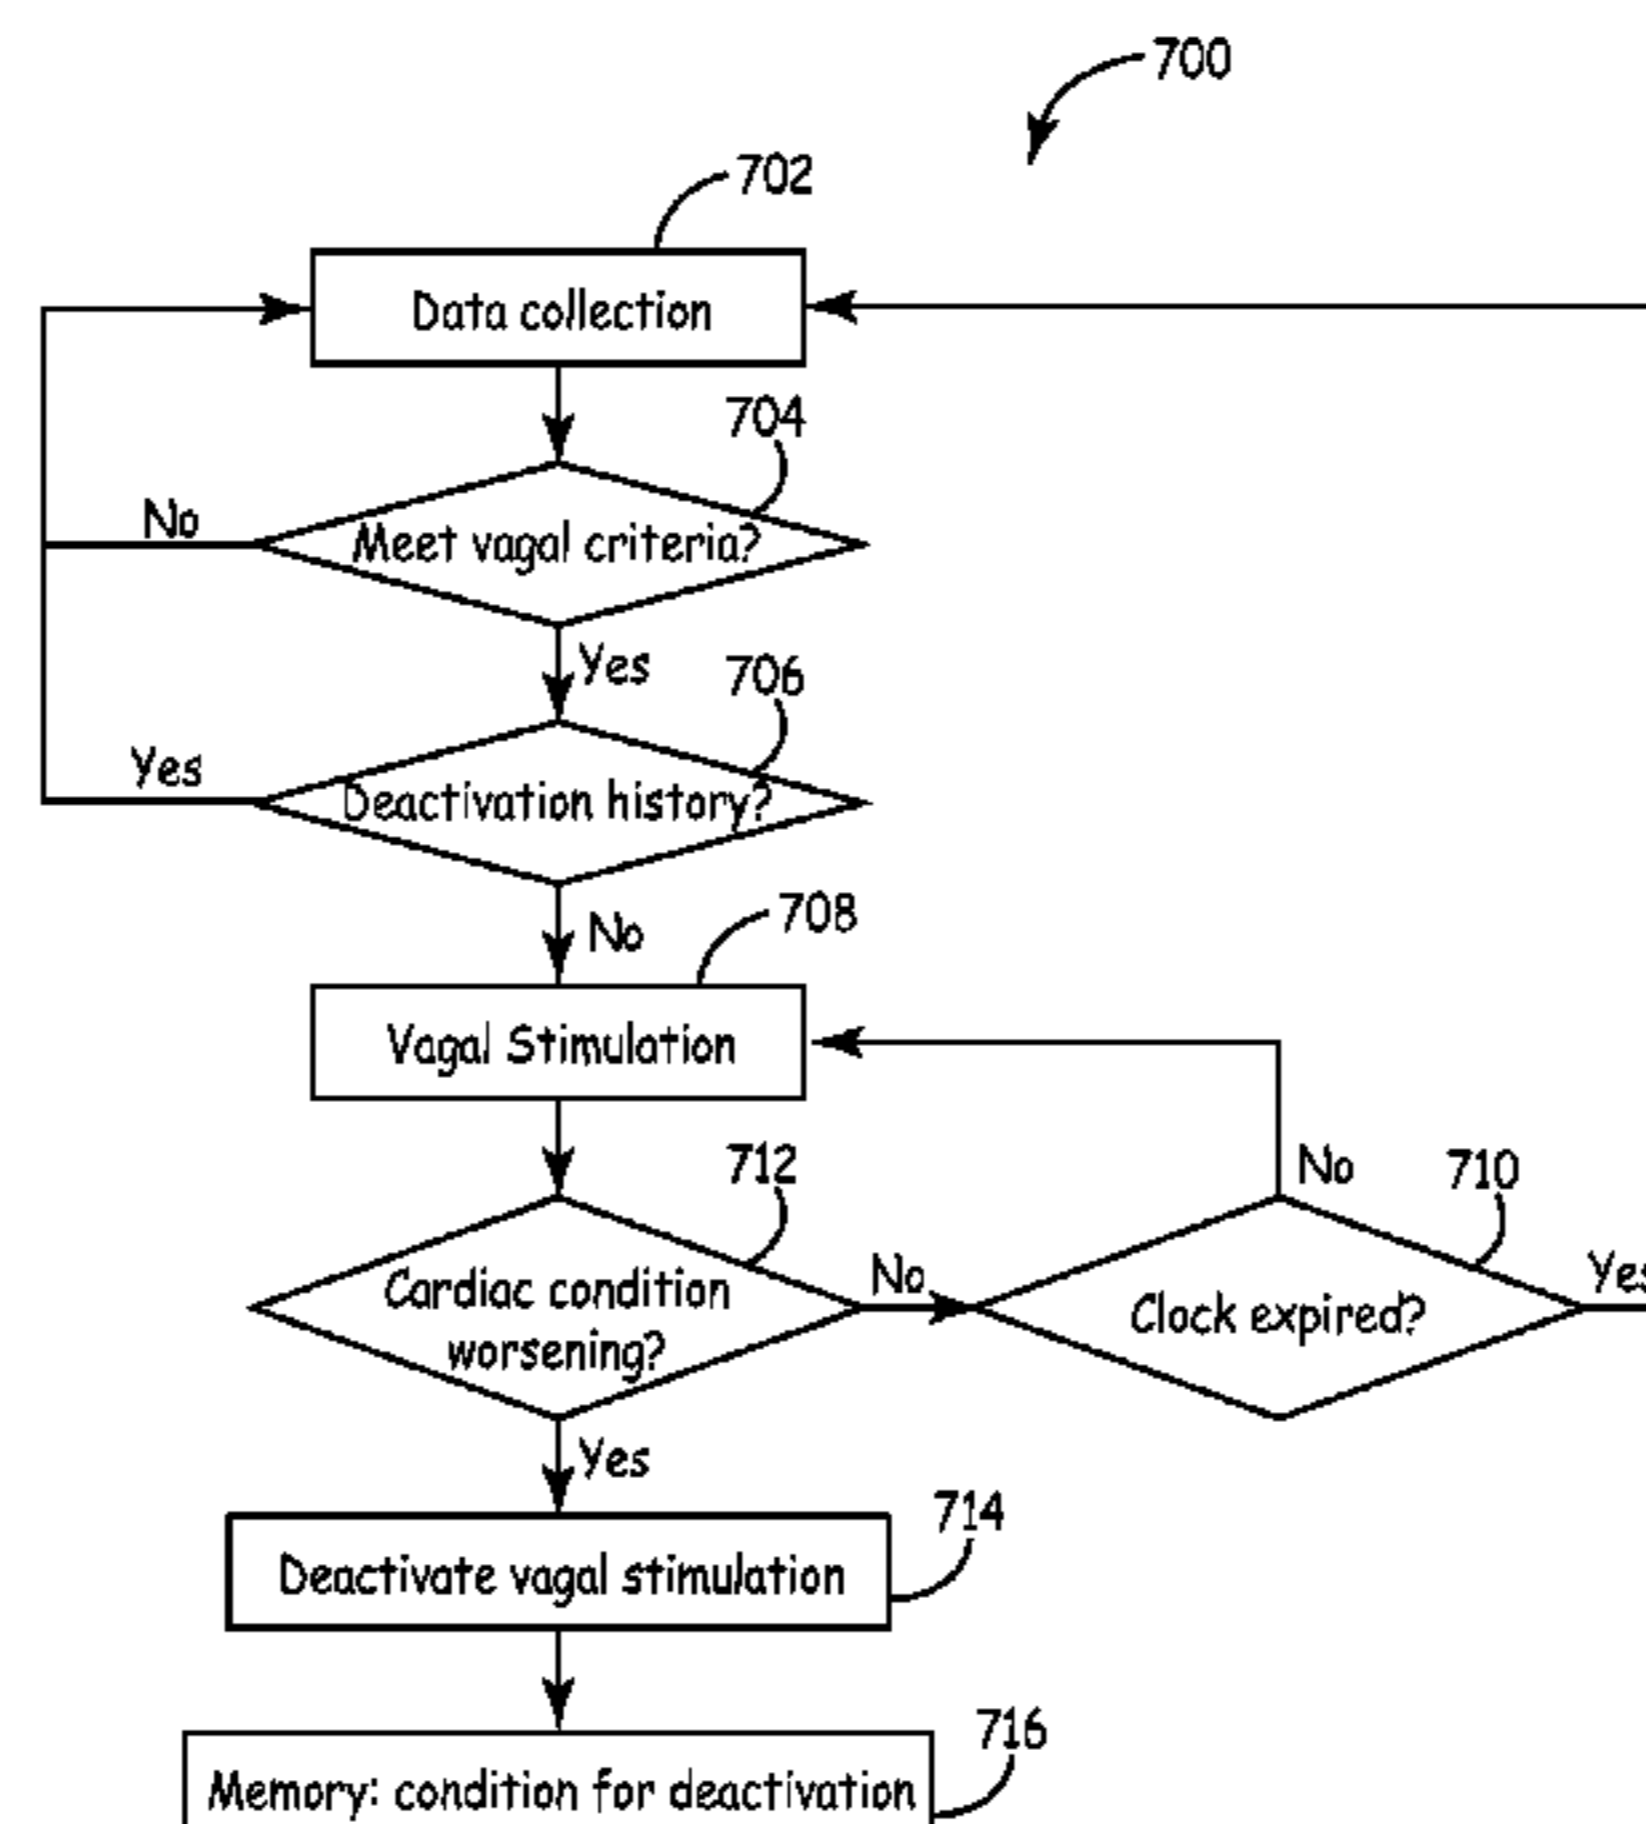 700
702
Data collection
704
No
Meet vagal criteria?
Yes
706
Yes
Deactivation history?
No
708
Vagal Stimulation
712
No
710
Cardiac condition
worsening?
No
Clock expired?
Yes
Yes
714
Deactivate vagal stimulation
716
Memory: condition for deactivation